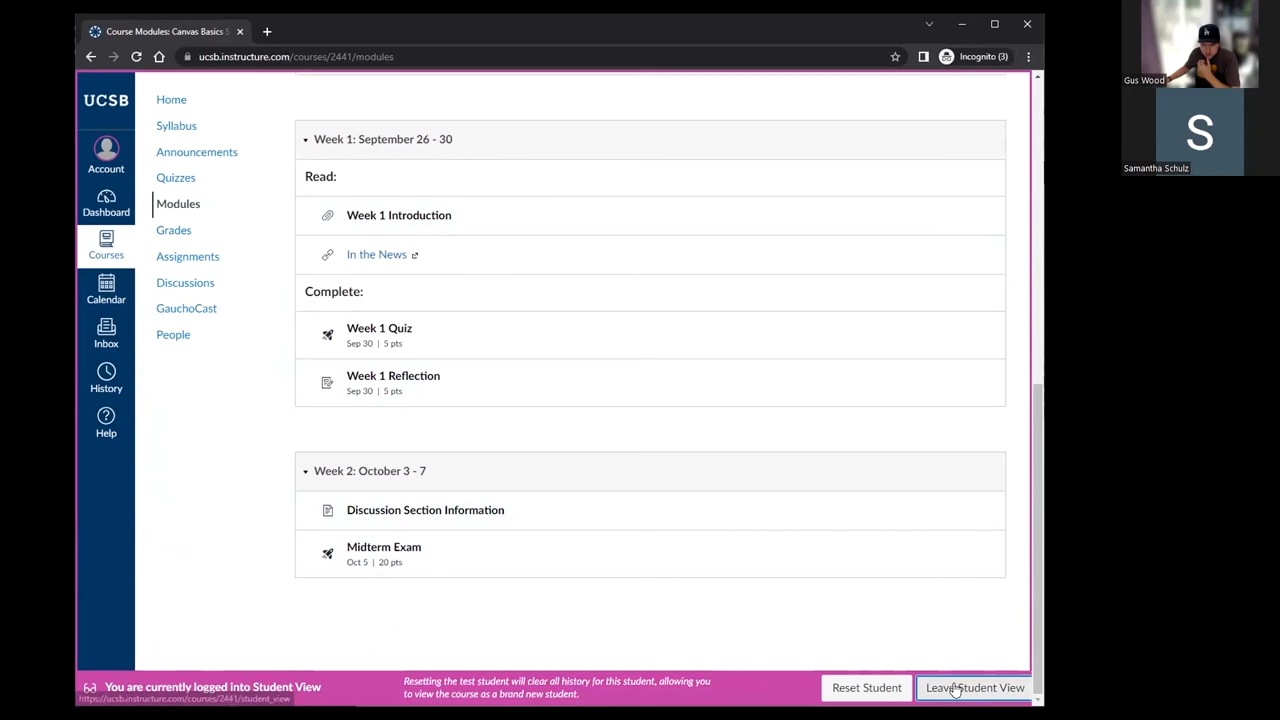 Course Modules: Canvas Basics S
ucsb.instructure.com/courses/2441/modules
Incognito (3)
Gus Wood
S
Samantha Schulz
UCSB
Account
Dashboard
Courses
Calendar
Inbox
History
Help
Home
Syllabus
Announcements
Quizzes
Modules
Grades
Assignments
Discussions
GauchoCast
People
Week 1: September 26 - 30
Read:
Week 1 Introduction
In the News
Complete:
Week 1 Quiz
Sep 30 | 5 pts
Week 1 Reflection
Sep 30 | 5 pts
Week 2: October 3 - 7
Discussion Section Information
Midterm Exam
Oct 5 | 20 pts
You are currently logged into Student View
https://ucsb.instructure.com/courses/2441/student_view
Resetting the test student will clear all history for this student, allowing you
to view the course as a brand new student.
Reset Student
Leave Student View